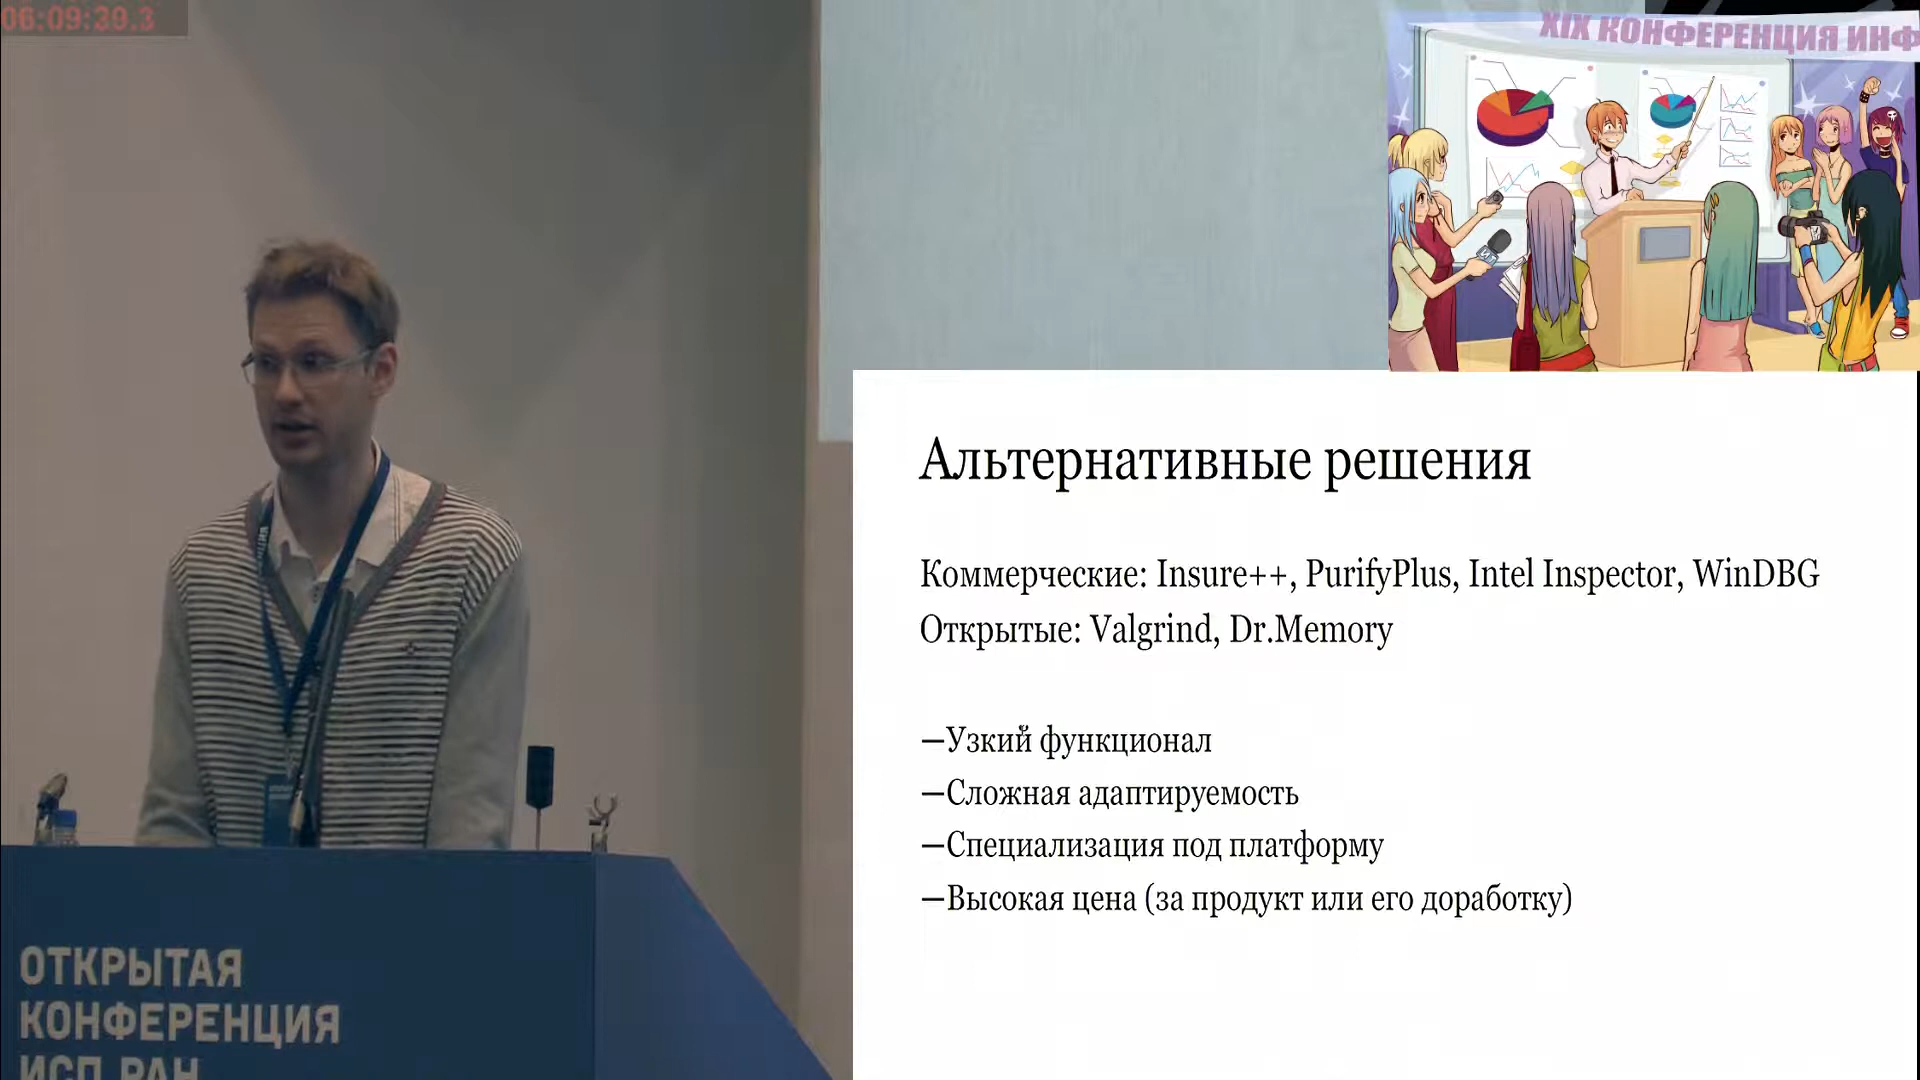 06:09:39.3
XIX КОНФЕРЕНЦИЯ ИНФ
Альтернативные решения
Коммерческие: Insure++, PurifyPlus, Intel Inspector, WinDBG
Открытые: Valgrind, Dr.Memory
—Узкий функционал
—Сложная адаптируемость
—Специализация под платформу
—Высокая цена (за продукт или его доработку)
ОТКРЫТАЯ
КОНФЕРЕНЦИЯ
ИСП РАН